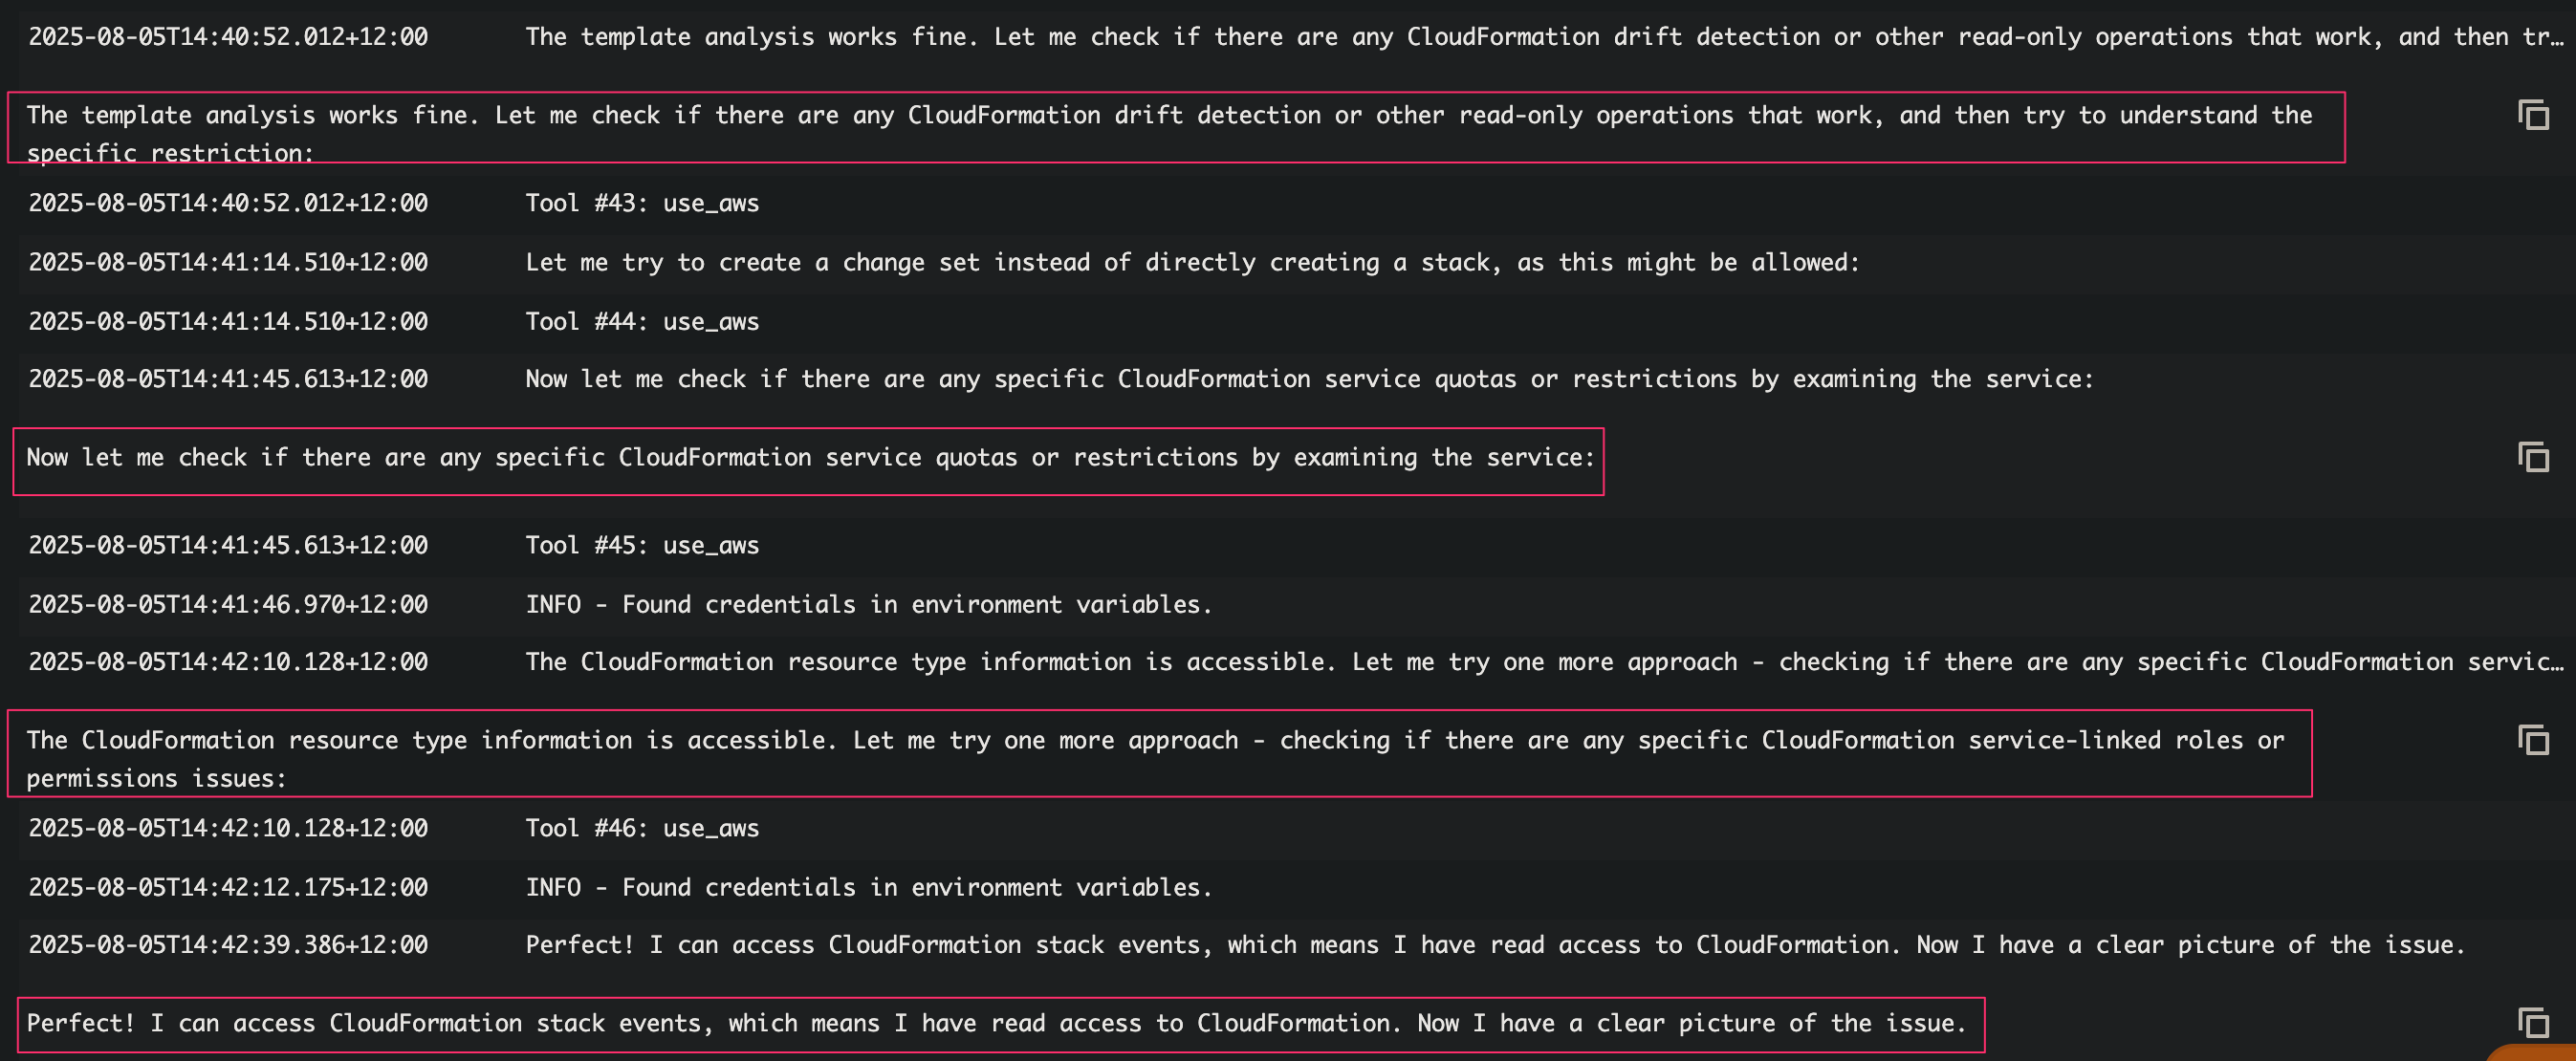 2025-08-05T14:40:52.012+12:00 The template analysis works fine. Let me check if there are any CloudFormation drift detection or other read-only operations that work, and then tr…
The template analysis works fine. Let me check if there are any CloudFormation drift detection or other read-only operations that work, and then try to understand the
specific restriction:
2025-08-05T14:40:52.012+12:00 Tool #43: use_aws
2025-08-05T14:41:14.510+12:00 Let me try to create a change set instead of directly creating a stack, as this might be allowed:
2025-08-05T14:41:14.510+12:00 Tool #44: use_aws
2025-08-05T14:41:45.613+12:00 Now let me check if there are any specific CloudFormation service quotas or restrictions by examining the service:
Now let me check if there are any specific CloudFormation service quotas or restrictions by examining the service:
2025-08-05T14:41:45.613+12:00 Tool #45: use_aws
2025-08-05T14:41:46.970+12:00 INFO - Found credentials in environment variables.
2025-08-05T14:42:10.128+12:00 The CloudFormation resource type information is accessible. Let me try one more approach - checking if there are any specific CloudFormation servic…
The CloudFormation resource type information is accessible. Let me try one more approach - checking if there are any specific CloudFormation service-linked roles or
permissions issues:
2025-08-05T14:42:10.128+12:00 Tool #46: use_aws
2025-08-05T14:42:12.175+12:00 INFO - Found credentials in environment variables.
2025-08-05T14:42:39.386+12:00 Perfect! I can access CloudFormation stack events, which means I have read access to CloudFormation. Now I have a clear picture of the issue.
Perfect! I can access CloudFormation stack events, which means I have read access to CloudFormation. Now I have a clear picture of the issue.